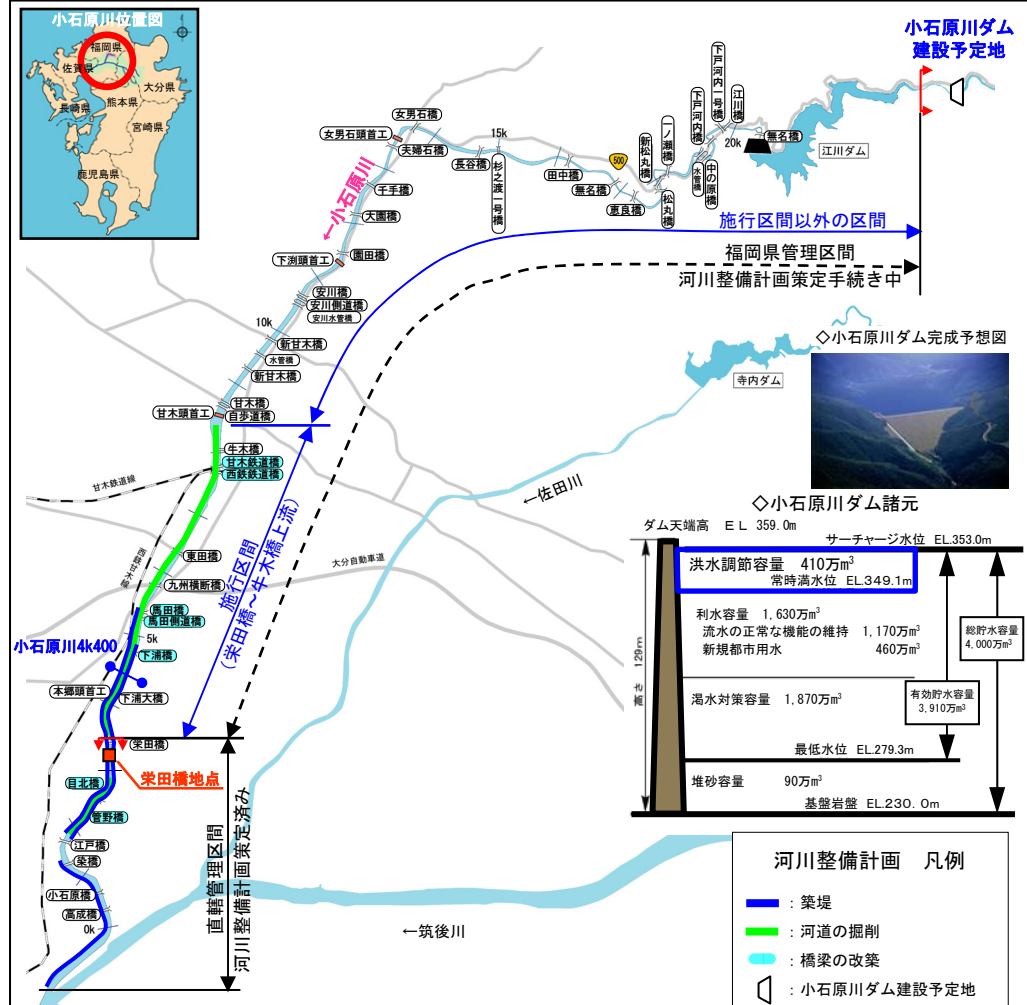 小石原川位置図
福岡県
佐賀県
大分県
長崎県
熊本県
宮崎県
鹿児島県
小石原川ダム
建設予定地
女男石橋
女男石頭首工
夫婦石橋
15k
長谷橋
杉之渡一号橋
500
田中橋
無名橋
恵良橋
新松丸橋
一ノ瀬橋
松丸橋
下戸河内橋
水管橋
下戸河内一号橋
中の原橋
江川橋
20k
無名橋
江川ダム
←小石原川
千手橋
大園橋
園田橋
下渕頭首工
施行区間以外の区間
福岡県管理区間
河川整備計画策定手続き中
安川橋
安川側道橋
安川水管橋
10k
新甘木橋
水管橋
新甘木橋
甘木橋
甘木頭首工
自歩道橋
牛木橋
甘木鉄道橋
西鉄鉄道橋
甘木鉄道線
西鉄甘木線
東田橋
大分自動車道
九州横断橋
馬田橋
馬田側道橋
5k
小石原川4k400
下浦橋
本郷頭首工
下浦大橋
施行区間
(栄田橋~牛木橋上流)
栄田橋
栄田橋地点
目北橋
管野橋
江戸橋
染橋
小石原橋
高成橋
0k
直轄管理区間
河川整備計画策定済み
←佐田川
寺内ダム
←筑後川
◇小石原川ダム完成予想図
◇小石原川ダム諸元
ダム天端高 EL 359.0m
サーチャージ水位 EL.353.0m
洪水調節容量 410万m³
常時満水位 EL.349.1m
利水容量 1,630万m³
流水の正常な機能の維持 1,170万m³
新規都市用水 460万m³
高さ 129m
総貯水容量
4,000万m³
有効貯水容量
3,910万m³
渇水対策容量 1,870万m³
最低水位 EL.279.3m
堆砂容量 90万m³
基盤岩盤 EL.230.0m
河川整備計画 凡例
:築堤
:河道の掘削
:橋梁の改築
:小石原川ダム建設予定地